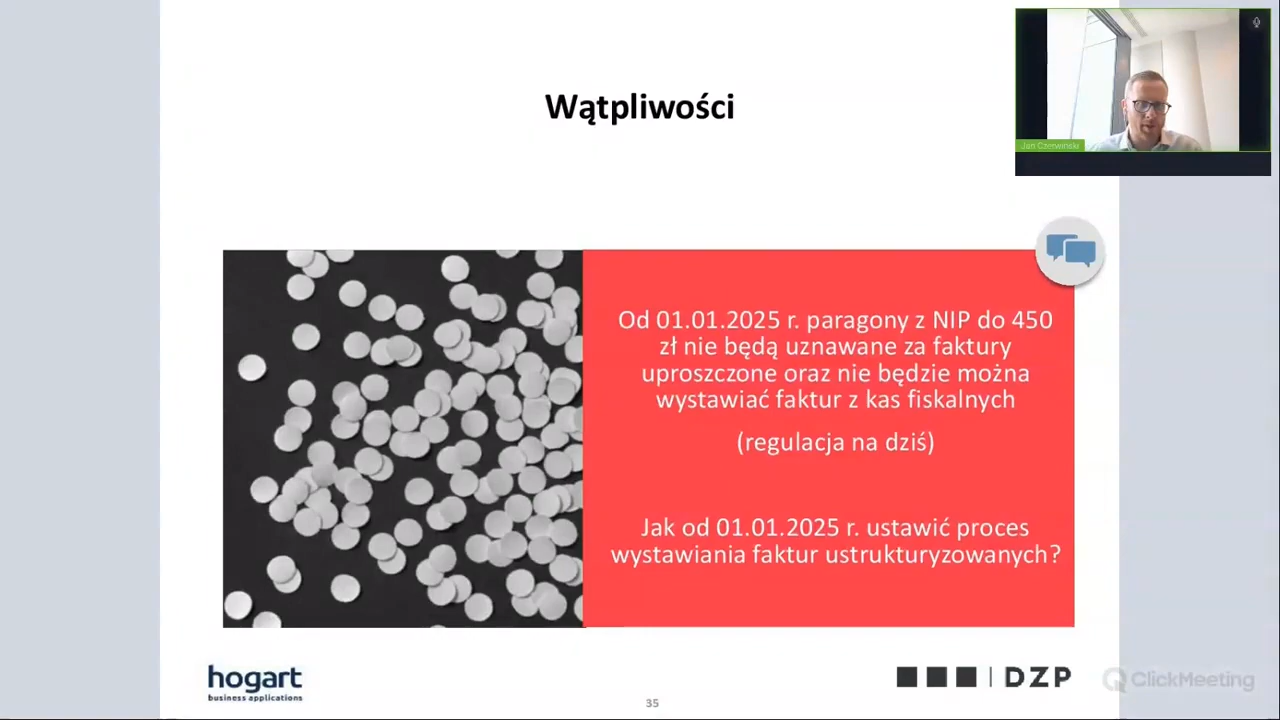 Wątpliwości
Jan Czerwiński
Od 01.01.2025 r. paragony z NIP do 450
zł nie będą uznawane za faktury
uproszczone oraz nie będzie można
wystawiać faktur z kas fiskalnych
(regulacja na dziś)
Jak od 01.01.2025 r. ustawić proces
wystawiania faktur ustrukturyzowanych?
hogart
business applications
35
DZP
ClickMeeting